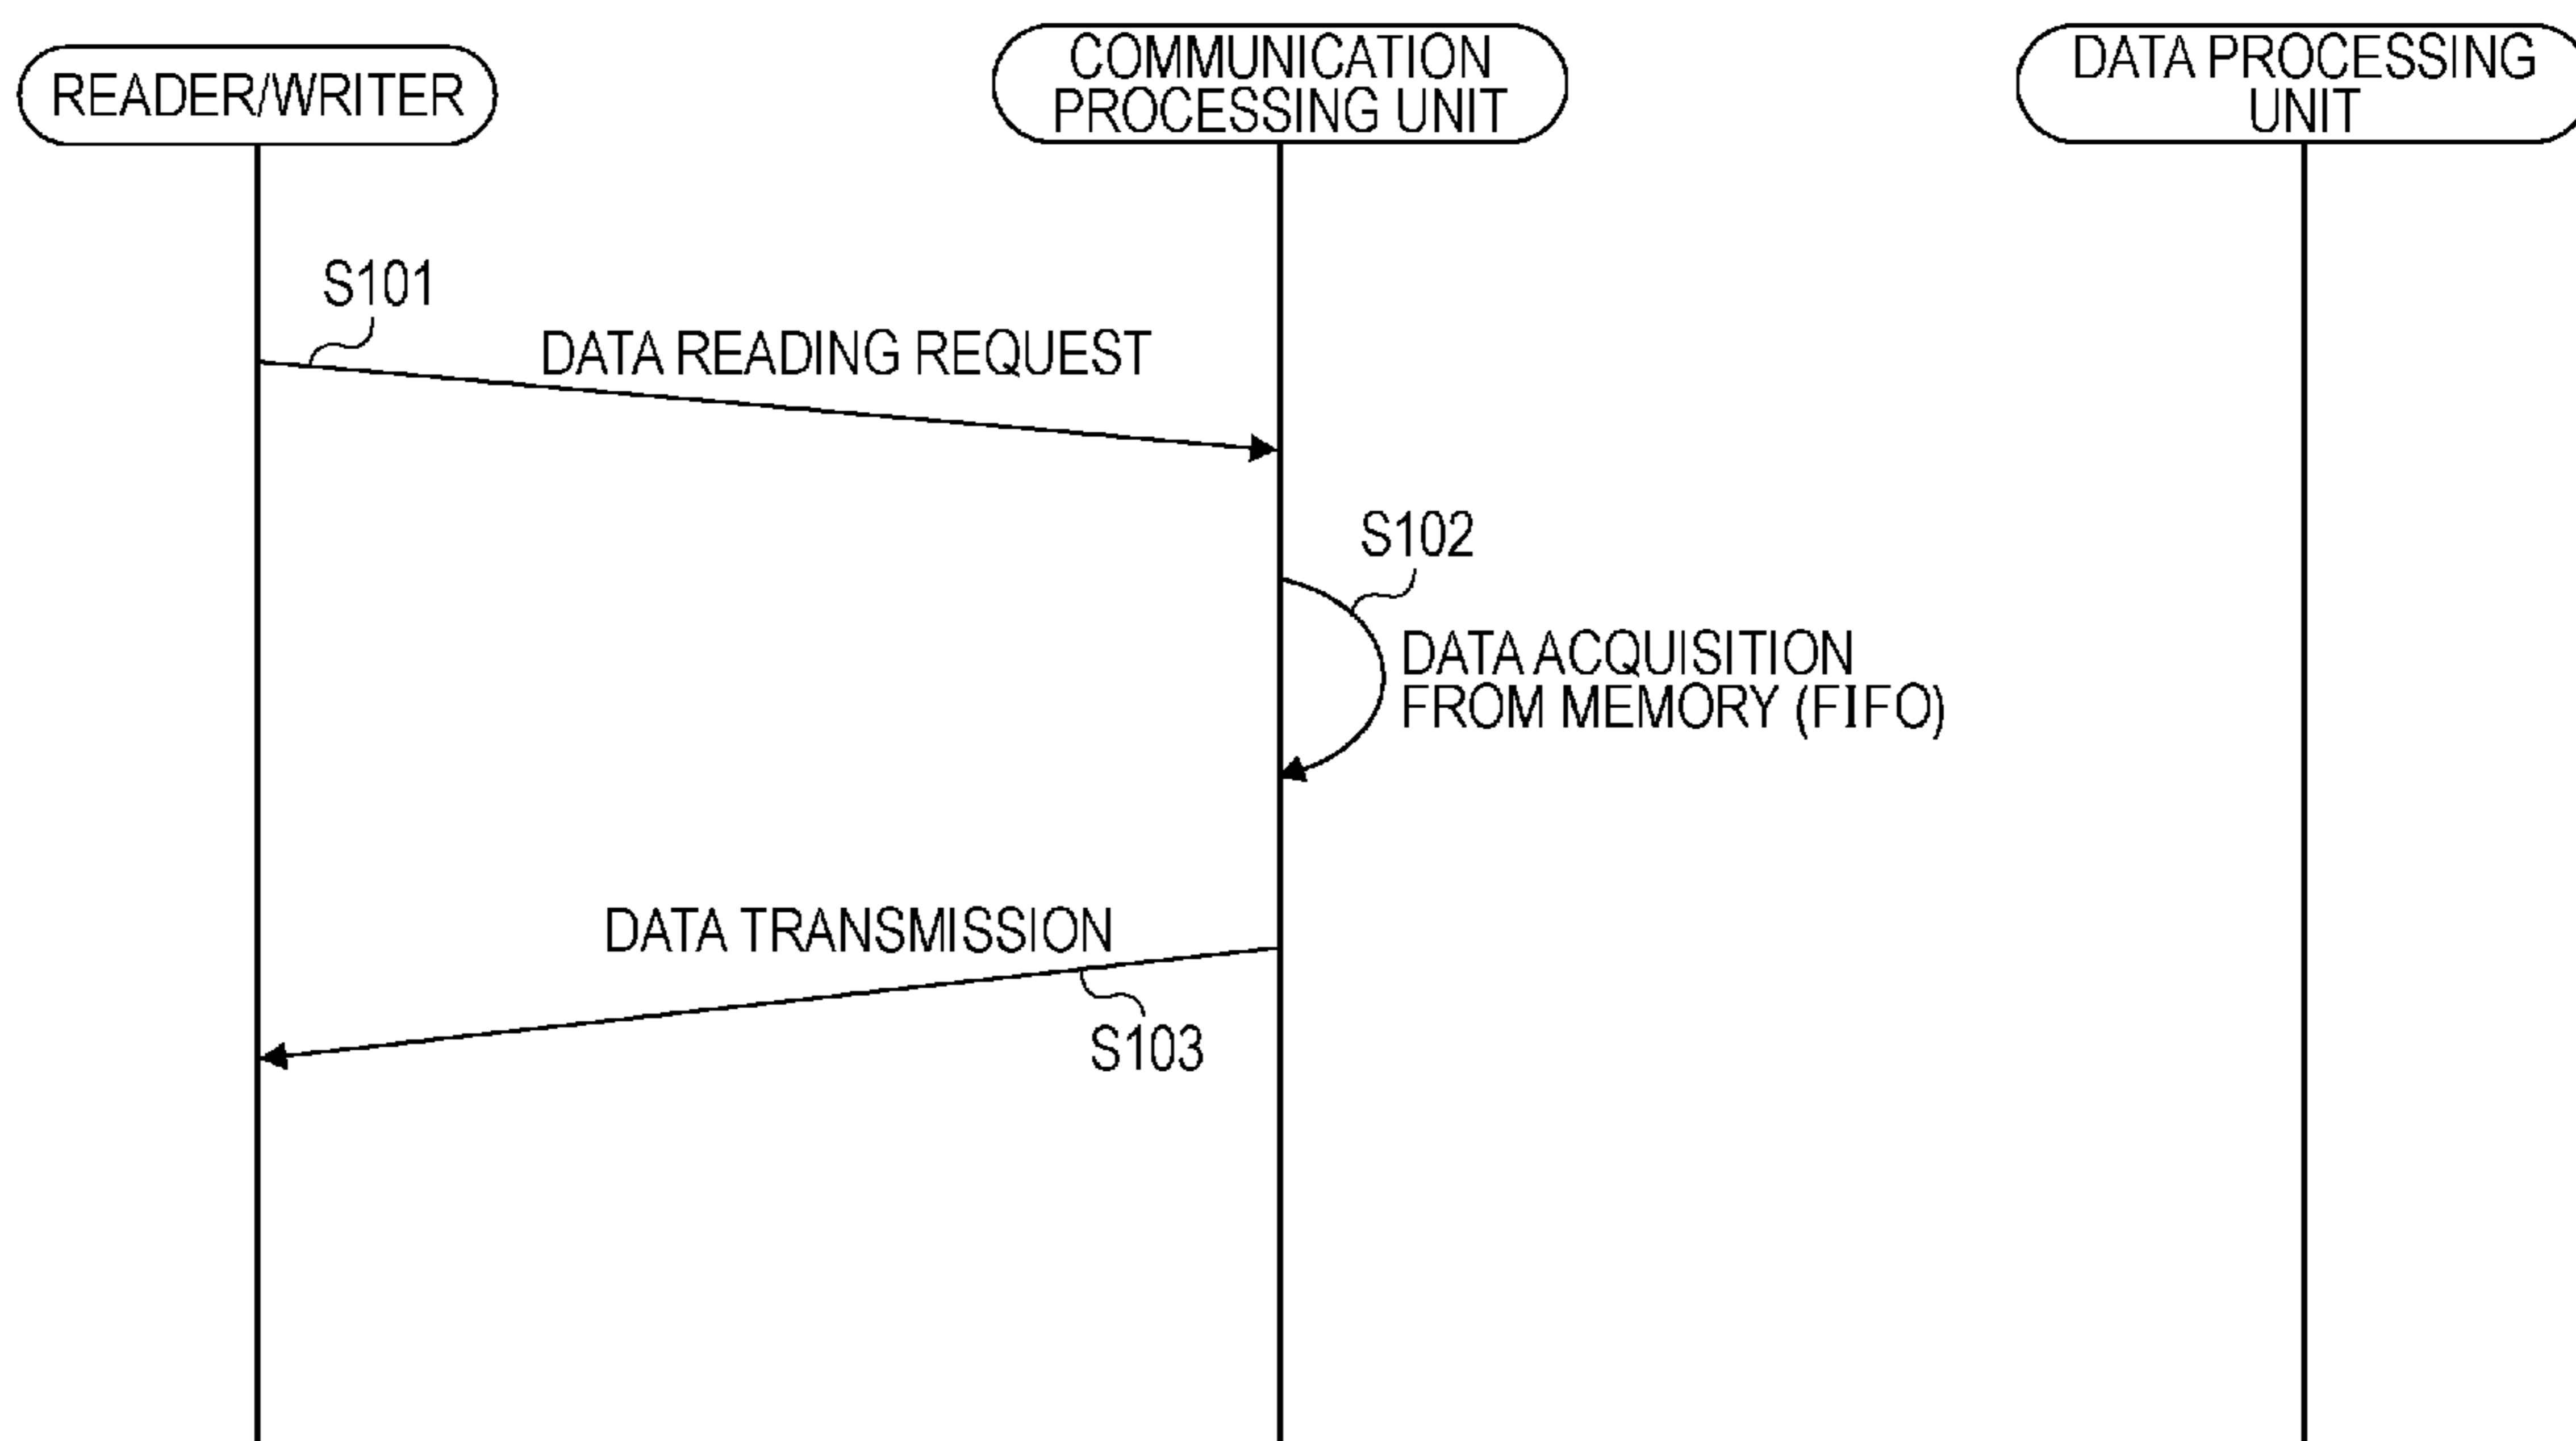 READER/WRITER
COMMUNICATION
PROCESSING UNIT
DATA PROCESSING
UNIT
S101
DATA READING REQUEST
S102
DATA ACQUISITION
FROM MEMORY (FIFO)
DATA TRANSMISSION
S103